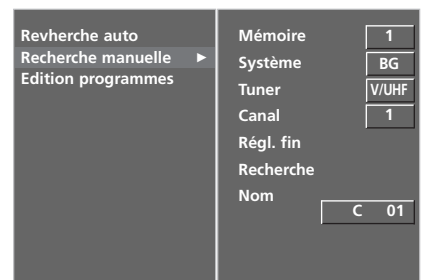 Revherche auto
Recherche manuelle ►
Edition programmes
Mémoire 1
Système BG
Tuner V/UHF
Canal 1
Régl. fin
Recherche
Nom
C 01